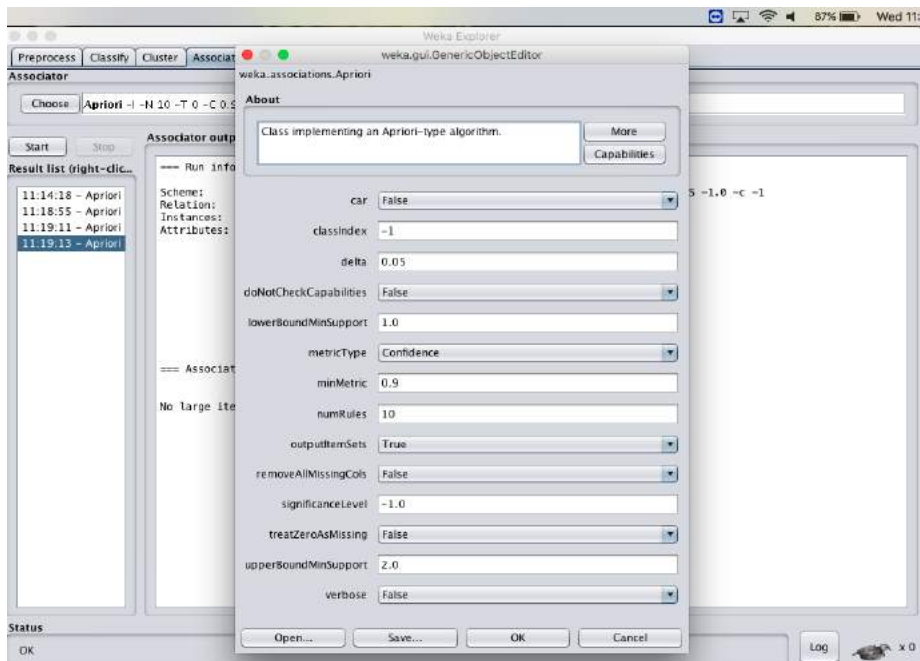 87% Wed 11:
Weka Explorer
Preprocess Classify Cluster Associat
weka.gui.GenericObjectEditor
Associator
weka.associations.Apriori
Choose Apriori -I -N 10 -T 0 -C 0.9
About
Class implementing an Apriori-type algorithm.
More
Capabilities
Start Stop
Associator outp
Result list (right-clic...
11:14:18 - Apriori
11:18:55 - Apriori
11:19:11 - Apriori
11:19:13 - Apriori
=== Run info
Scheme: S -1.0 -c -1
Relation:
Instances:
Attributes:
=== Associat
No large ite
car False
classIndex -1
delta 0.05
doNotCheckCapabilities False
lowerBoundMinSupport 1.0
metricType Confidence
minMetric 0.9
numRules 10
outputItemSets True
removeAllMissingCols False
significanceLevel -1.0
treatZeroAsMissing False
upperBoundMinSupport 2.0
verbose False
Open... Save... OK Cancel
Status
OK
Log x 0